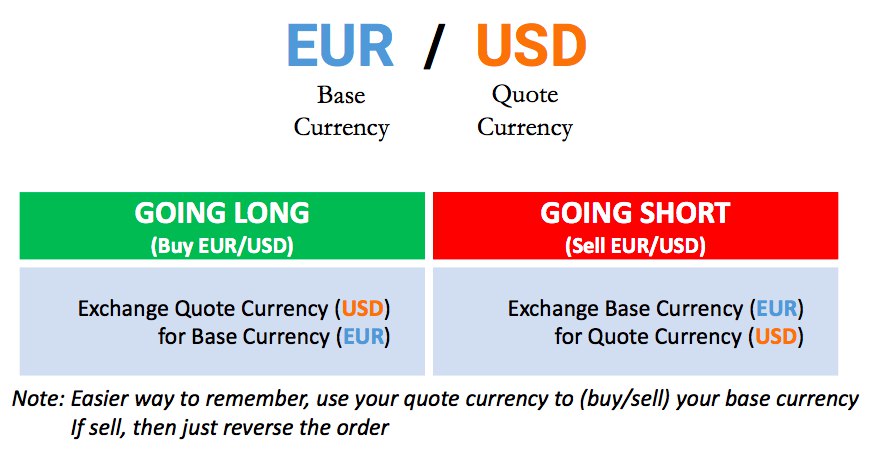 EUR / USD
Base Quote
Currency Currency
GOING LONG
(Buy EUR/USD)
GOING SHORT
(Sell EUR/USD)
Exchange Quote Currency (USD)
for Base Currency (EUR)
Exchange Base Currency (EUR)
for Quote Currency (USD)
Note: Easier way to remember, use your quote currency to (buy/sell) your base currency
If sell, then just reverse the order